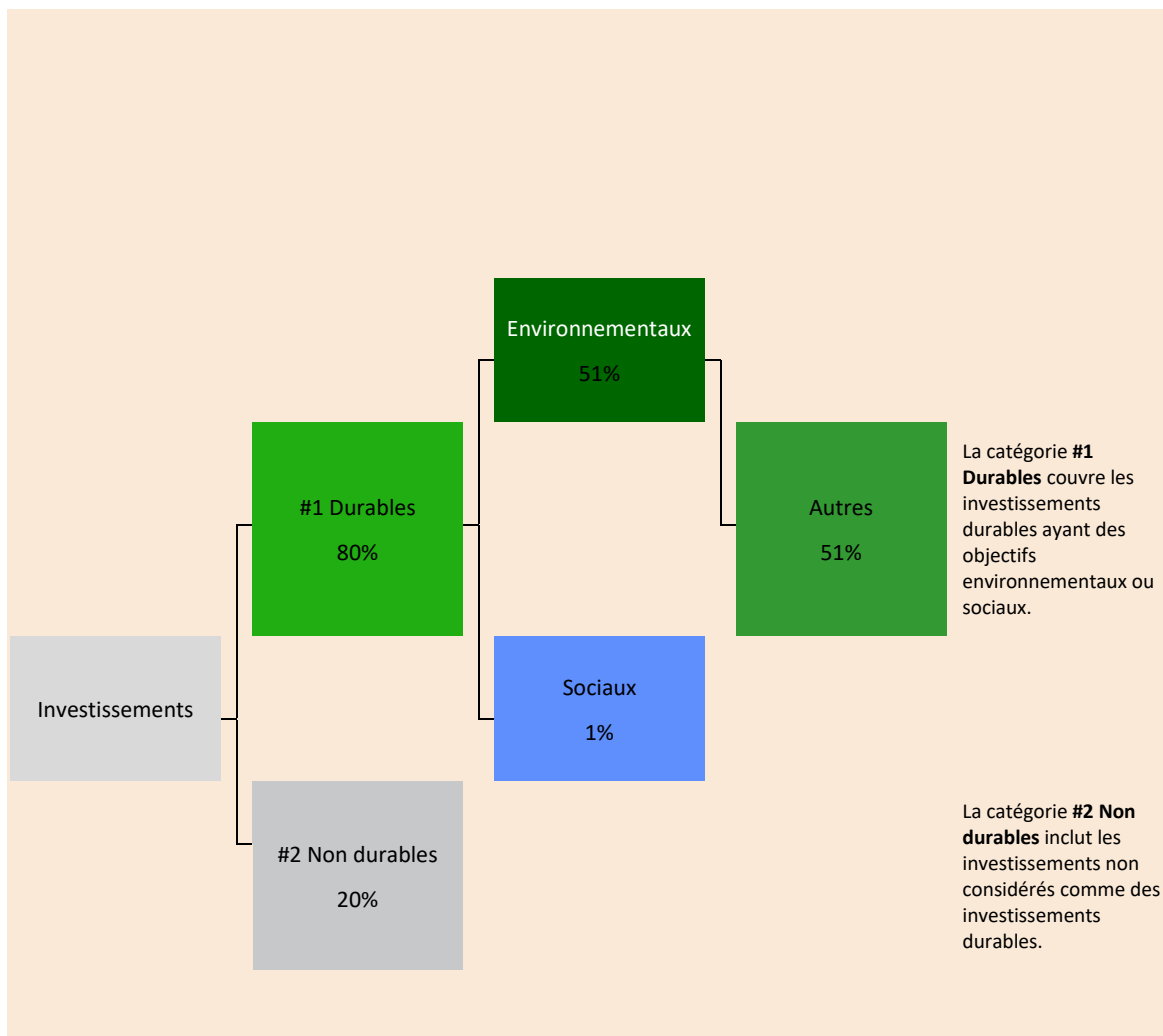 Environnementaux
51%
#1 Durables
80%
Autres
51%
La catégorie #1
Durables couvre les
investissements
durables ayant des
objectifs
environnementaux ou
sociaux.
Investissements
Sociaux
1%
#2 Non durables
20%
La catégorie #2 Non
durables inclut les
investissements non
considérés comme des
investissements
durables.